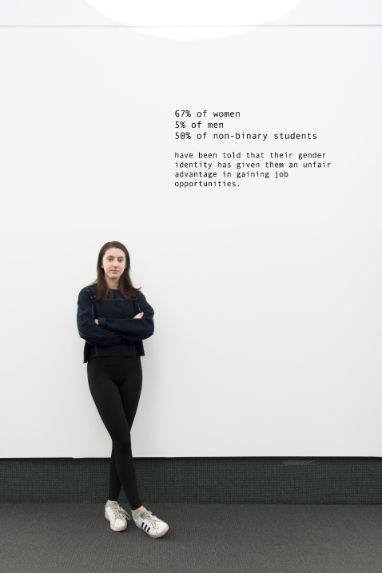 67% of women
5% of men
50% of non-binary students
have been told that their gender
identity has given them an unfair
advantage in gaining job
opportunities.